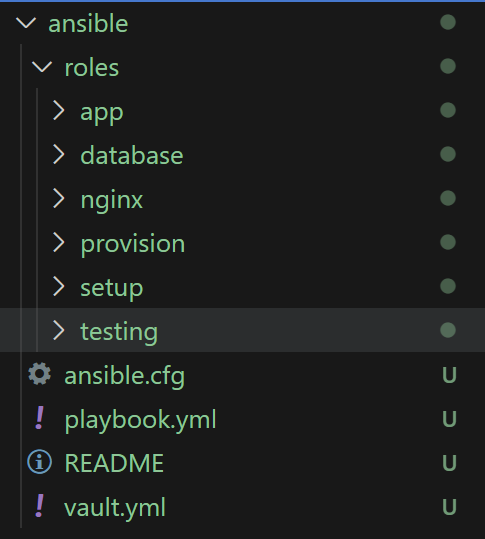 ansible
roles
app
database
nginx
provision
setup
testing
ansible.cfg U
! playbook.yml U
README U
! vault.yml U